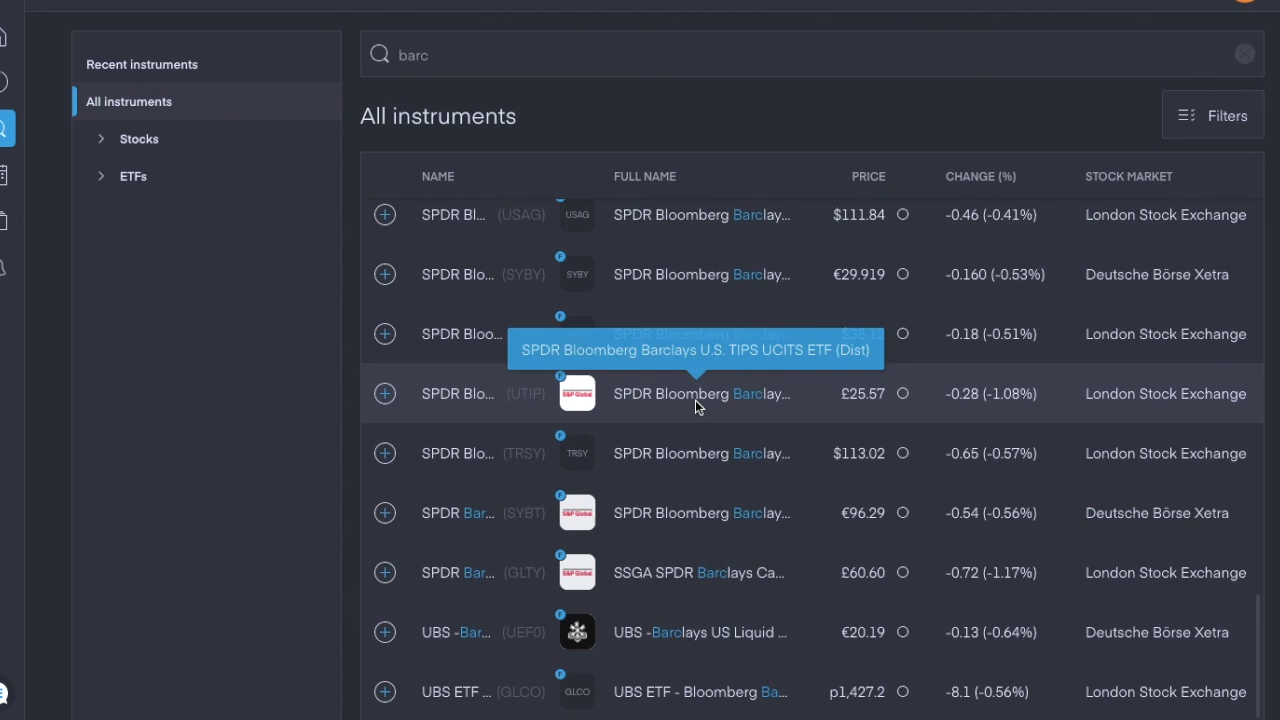 barc
Recent instruments
All instruments
Stocks
ETFs
All instruments
Filters
NAME FULL NAME PRICE CHANGE (%) STOCK MARKET
SPDR Bl... (USAG) USAG SPDR Bloomberg Barclay... $111.84 -0.46 (-0.41%) London Stock Exchange
SPDR Blo... (SYBY) F SYBY SPDR Bloomberg Barclay... €29.919 -0.160 (-0.53%) Deutsche Börse Xetra
SPDR Bloo... F -0.18 (-0.51%) London Stock Exchange
SPDR Bloomberg Barclays U.S. TIPS UCITS ETF (Dist)
SPDR Blo... (UTIP) F S&P Global SPDR Bloomberg Barclay... £25.57 -0.28 (-1.08%) London Stock Exchange
SPDR Blo... (TRSY) F TRSY SPDR Bloomberg Barclay... $113.02 -0.65 (-0.57%) London Stock Exchange
SPDR Bar... (SYBT) F S&P Global SPDR Bloomberg Barclay... €96.29 -0.54 (-0.56%) Deutsche Börse Xetra
SPDR Bar... (GLTY) F S&P Global SSGA SPDR Barclays Ca... £60.60 -0.72 (-1.17%) London Stock Exchange
UBS -Bar... (UEF0) F UBS -Barclays US Liquid ... €20.19 -0.13 (-0.64%) Deutsche Börse Xetra
UBS ETF ... (GLCO) F GLCO UBS ETF - Bloomberg Ba... p1,427.2 -8.1 (-0.56%) London Stock Exchange